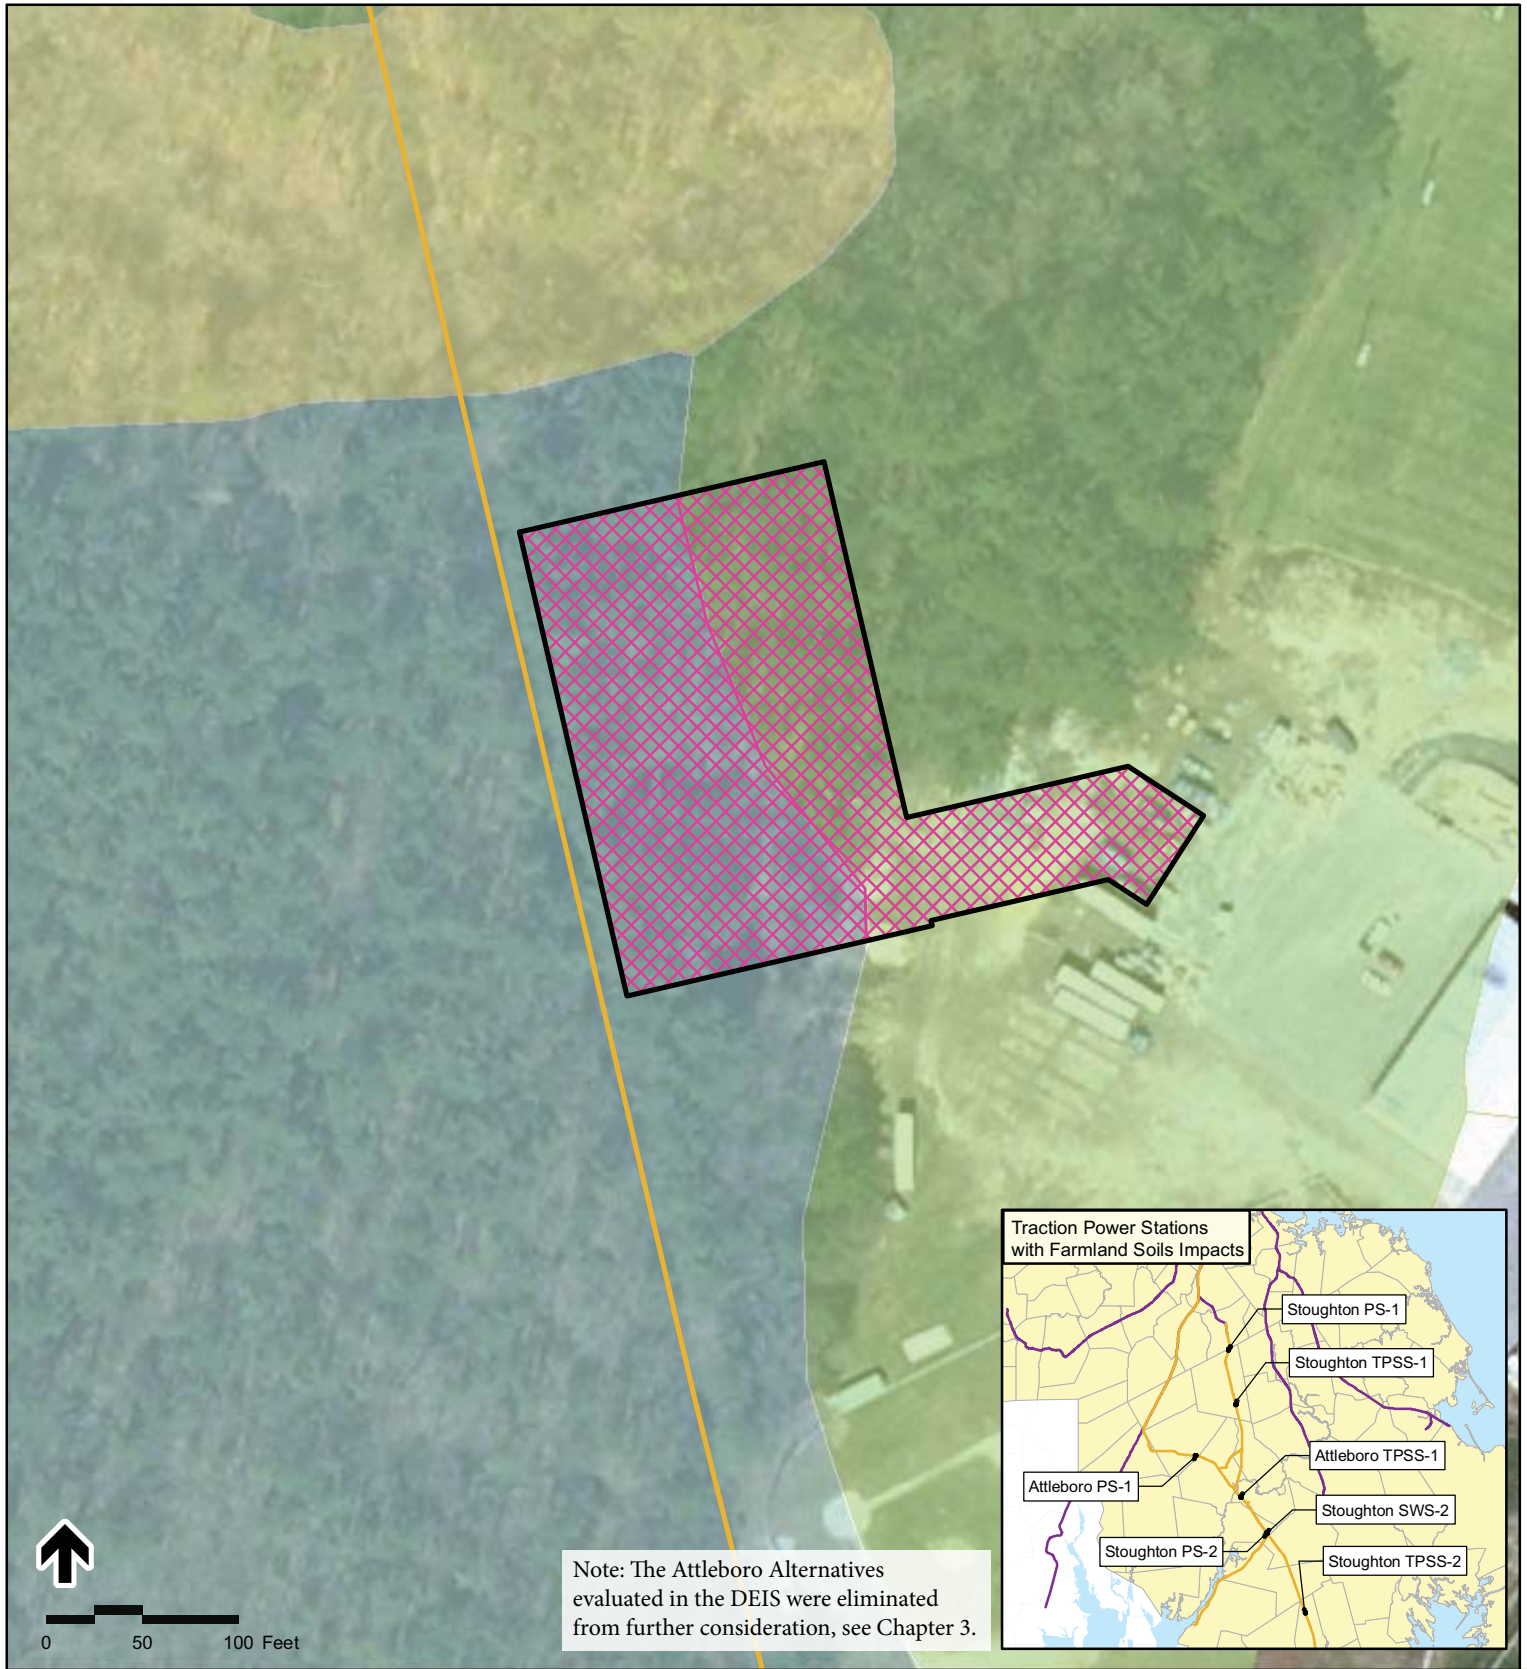 Traction Power Stations
with Farmland Soils Impacts
Stoughton PS-1
Stoughton TPSS-1
Attleboro TPSS-1
Attleboro PS-1
Stoughton SWS-2
Stoughton PS-2
Stoughton TPSS-2
Note: The Attleboro Alternatives
evaluated in the DEIS were eliminated
from further consideration, see Chapter 3.
0 50 100 Feet